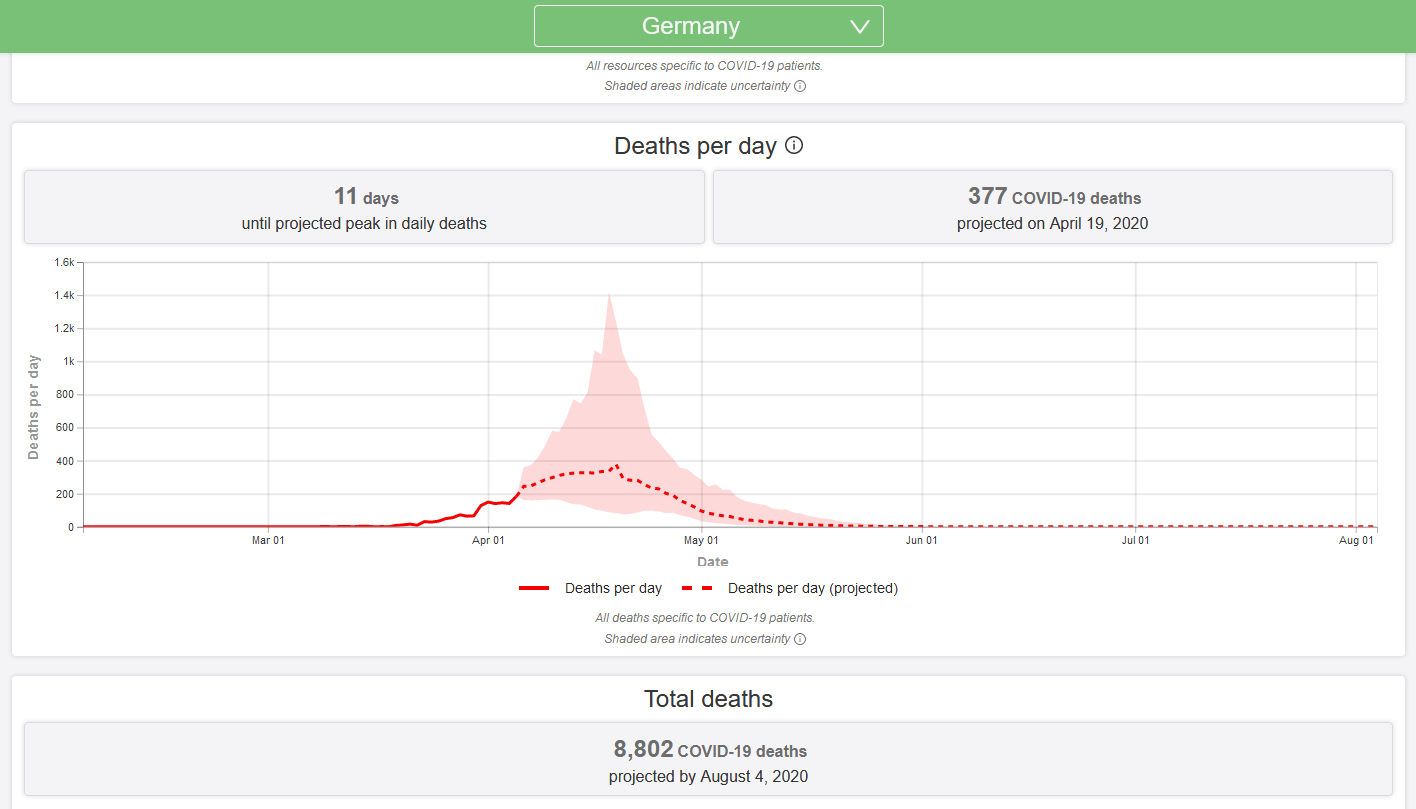 Germany
All resources specific to COVID-19 patients.
Shaded areas indicate uncertainty
Deaths per day
11 days
until projected peak in daily deaths
377 COVID-19 deaths
projected on April 19, 2020
1.6k
1.4k
1.2k
1k
800
600
400
200
0
Deaths per day
Mar 01
Apr 01
May 01
Jun 01
Jul 01
Aug 01
Date
Deaths per day
Deaths per day (projected)
All deaths specific to COVID-19 patients.
Shaded area indicates uncertainty
Total deaths
8,802 COVID-19 deaths
projected by August 4, 2020